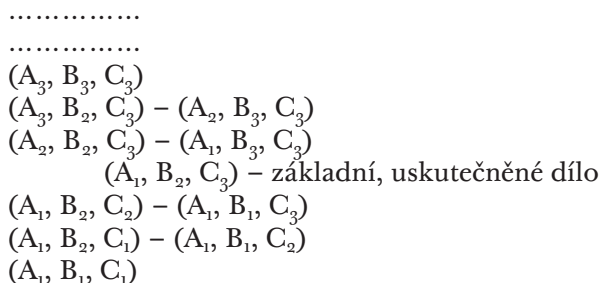 ……………
……………
(A₃, B₃, C₃)
(A₃, B₂, C₃) – (A₂, B₃, C₃)
(A₂, B₂, C₃) – (A₁, B₃, C₃)
(A₁, B₂, C₃) – základní, uskutečněné dílo
(A₁, B₂, C₂) – (A₁, B₁, C₃)
(A₁, B₂, C₁) – (A₁, B₁, C₂)
(A₁, B₁, C₁)